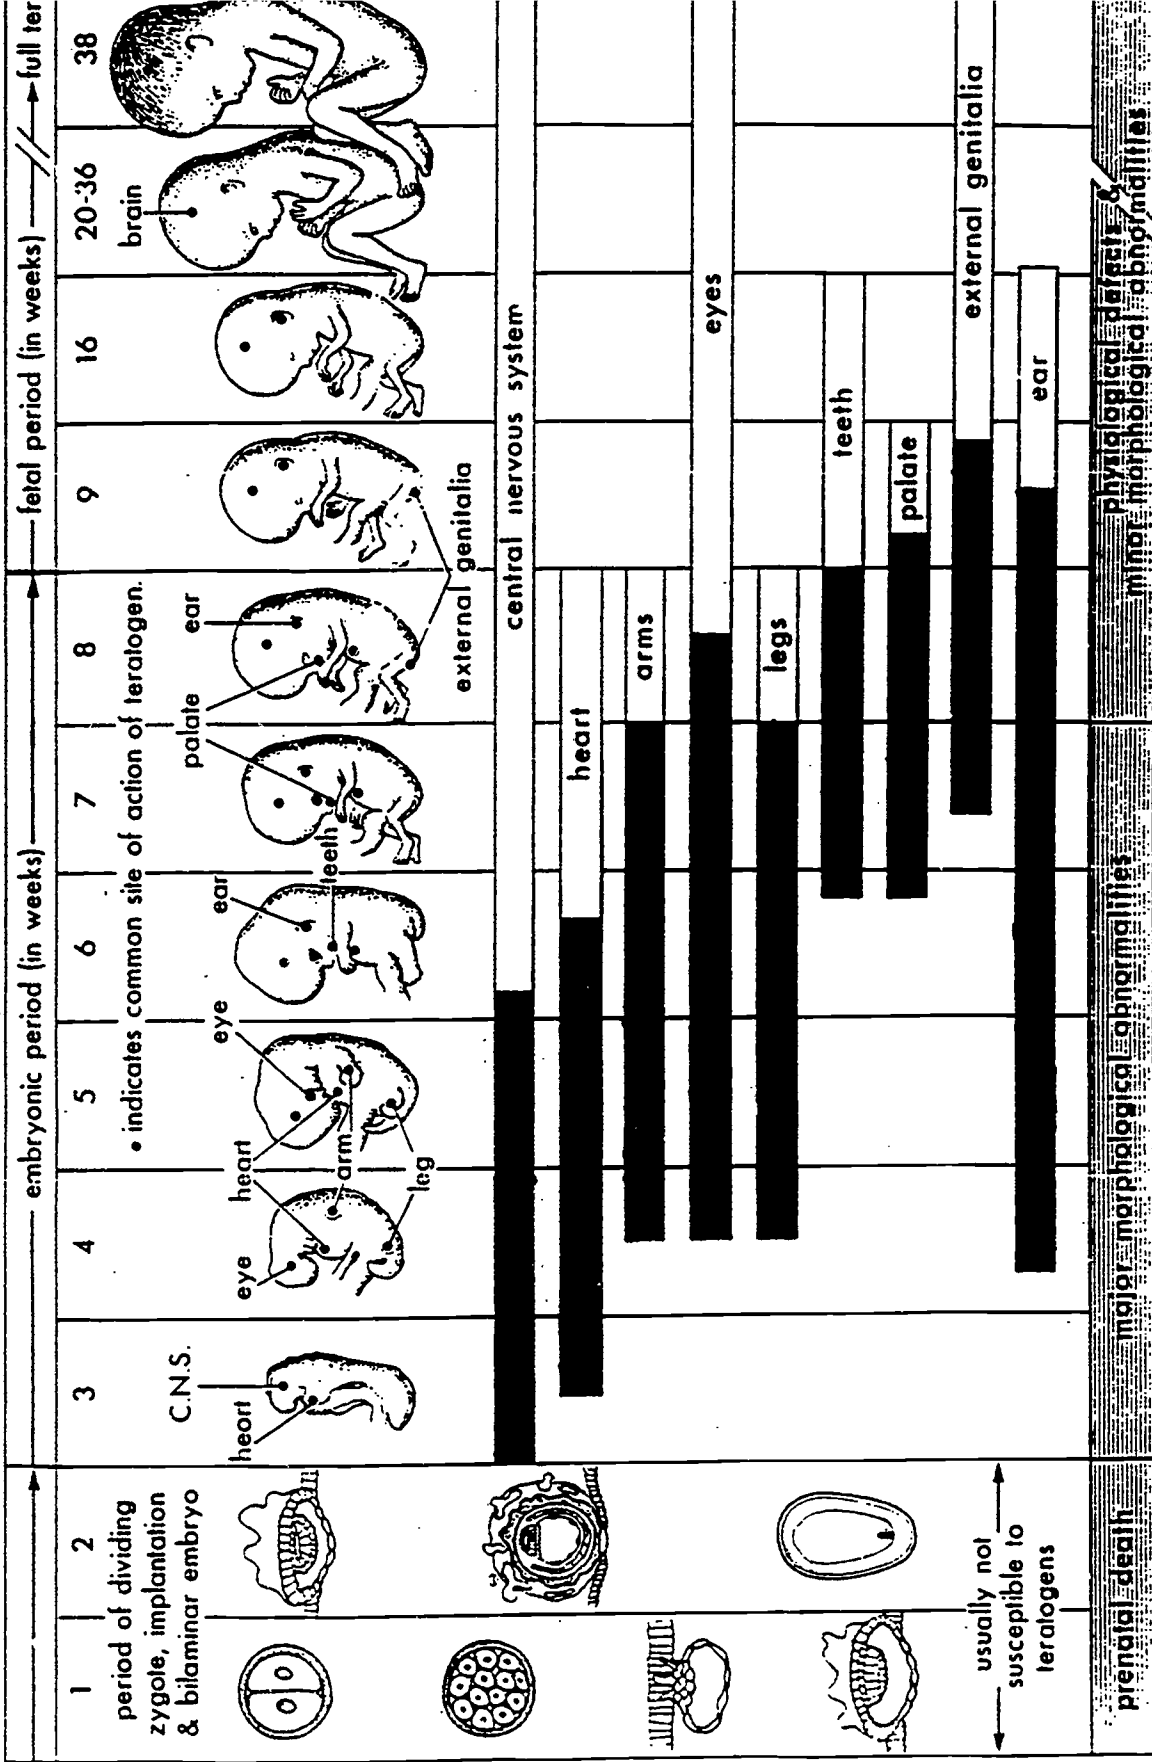 embryonic period (in weeks)
fetal period (in weeks)
full ter
1
2
3
4
5
6
7
8
9
16
20-36
38
period of dividing
zygote, implantation
& bilaminar embryo
• indicates common site of action of teratogen.
C.N.S.
heart
eye
heart
arm
leg
eye
ear
teeth
palate
ear
external genitalia
brain
central nervous system
heart
arms
eyes
legs
teeth
palate
external genitalia
ear
usually not
susceptible to
teratogens
prenatal death
major morphological abnormalities
physiological defects &
minor morphological abnormalities